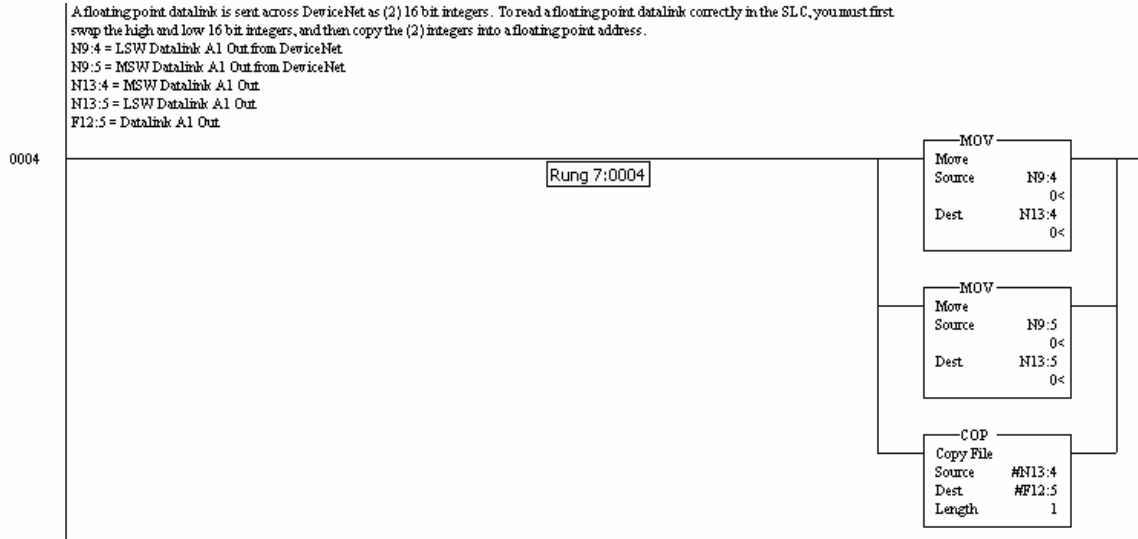 A floating point datalink is sent across DeviceNet as (2) 16 bit integers. To read a floating point datalink correctly in the SLC, you must first
swap the high and low 16 bit integers, and then copy the (2) integers into a floating point address.
N9:4 = LSW Datalink A1 Out from DeviceNet
N9:5 = MSW Datalink A1 Out from DeviceNet
N13:4 = MSW Datalink A1 Out
N13:5 = LSW Datalink A1 Out
F12:5 = Datalink A1 Out
0004
Rung 7:0004
MOV
Move
Source N9:4
0<
Dest N13:4
0<
MOV
Move
Source N9:5
0<
Dest N13:5
0<
COP
Copy File
Source #N13:4
Dest #F12:5
Length 1